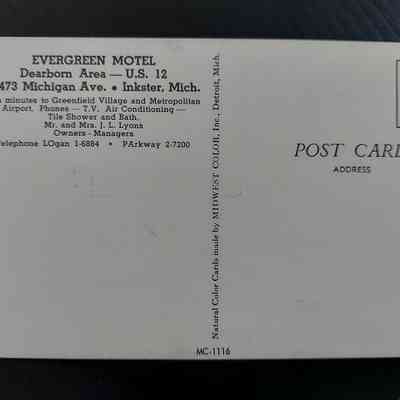 EVERGREEN MOTEL
Dearborn Area — U.S. 12
473 Michigan Ave. • Inkster, Mich.
minutes to Greenfield Village and Metropolitan
Airport. Phones — T.V. Air Conditioning —
Tile Shower and Bath.
Mr. and Mrs. J. L. Lyons
Owners - Managers
elephone LOgan 1-6884 • PArkway 2-7200
Natural Color Cards made by MIDWEST COLOR, Inc., Detroit, Mich.
POST CARD
ADDRESS
MC-1116